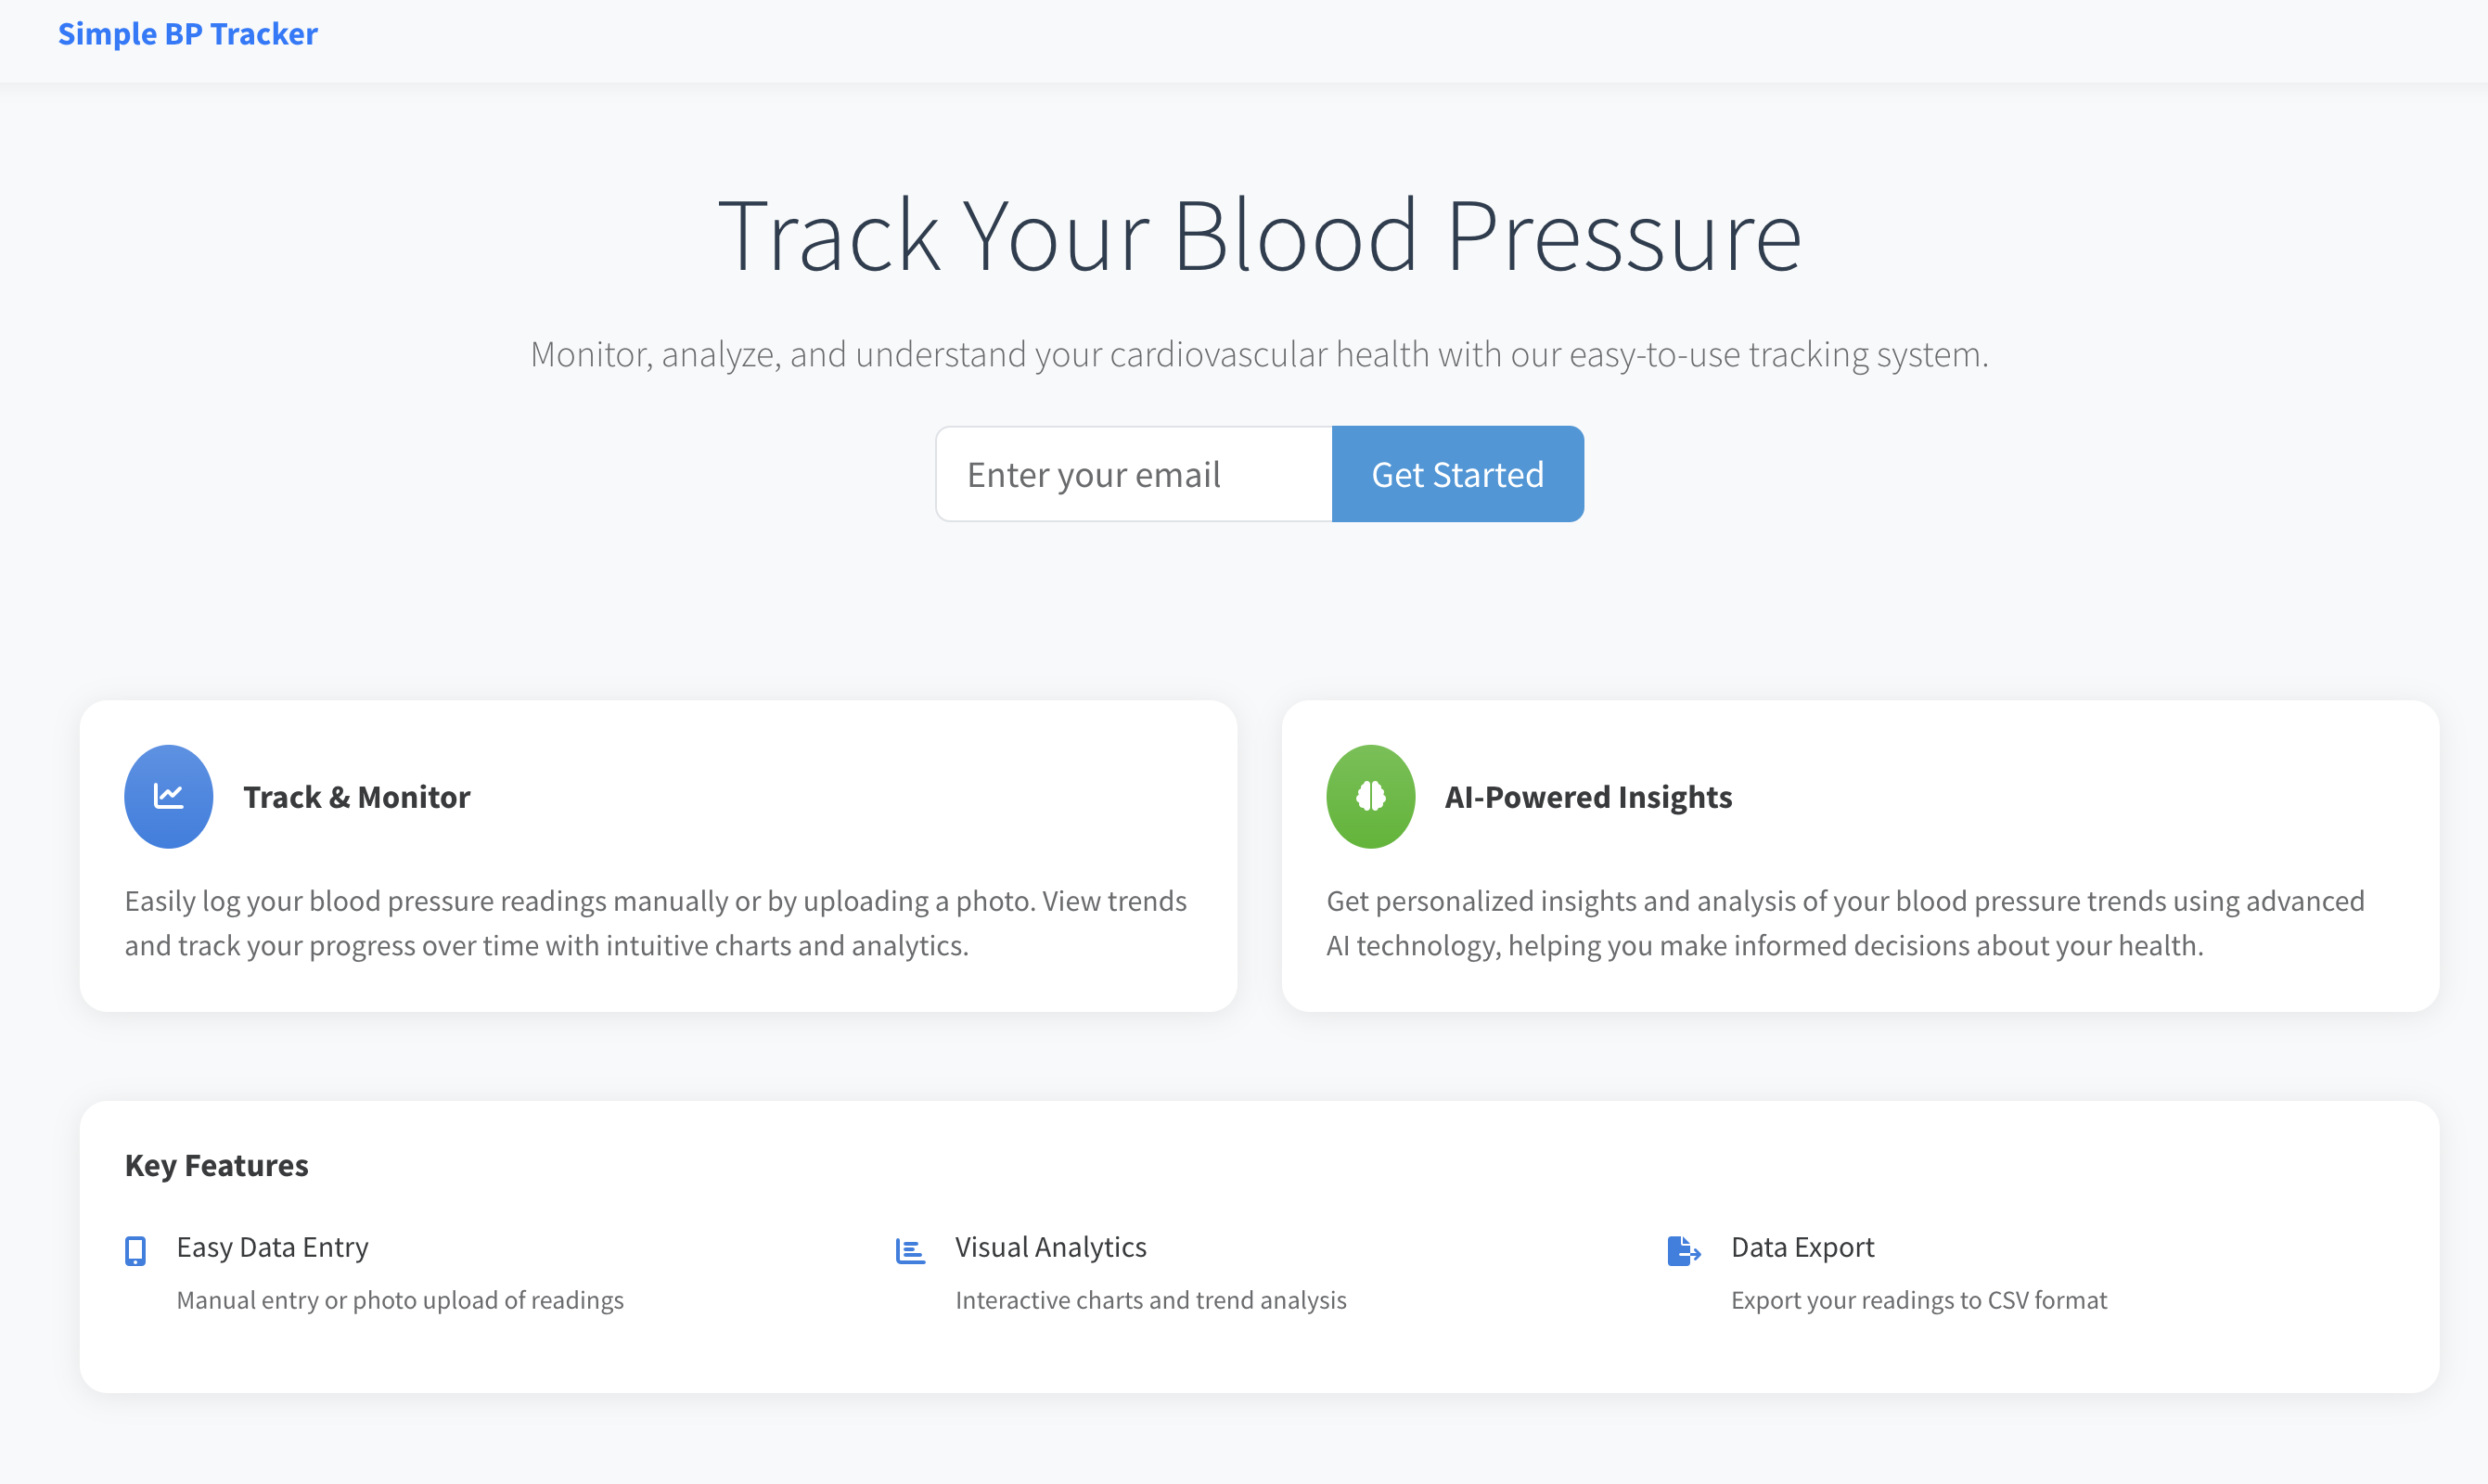 Simple BP Tracker
Track Your Blood Pressure
Monitor, analyze, and understand your cardiovascular health with our easy-to-use tracking system.
Enter your email
Get Started
Track & Monitor
Easily log your blood pressure readings manually or by uploading a photo. View trends
and track your progress over time with intuitive charts and analytics.
AI-Powered Insights
Get personalized insights and analysis of your blood pressure trends using advanced
AI technology, helping you make informed decisions about your health.
Key Features
Easy Data Entry
Manual entry or photo upload of readings
Visual Analytics
Interactive charts and trend analysis
Data Export
Export your readings to CSV format